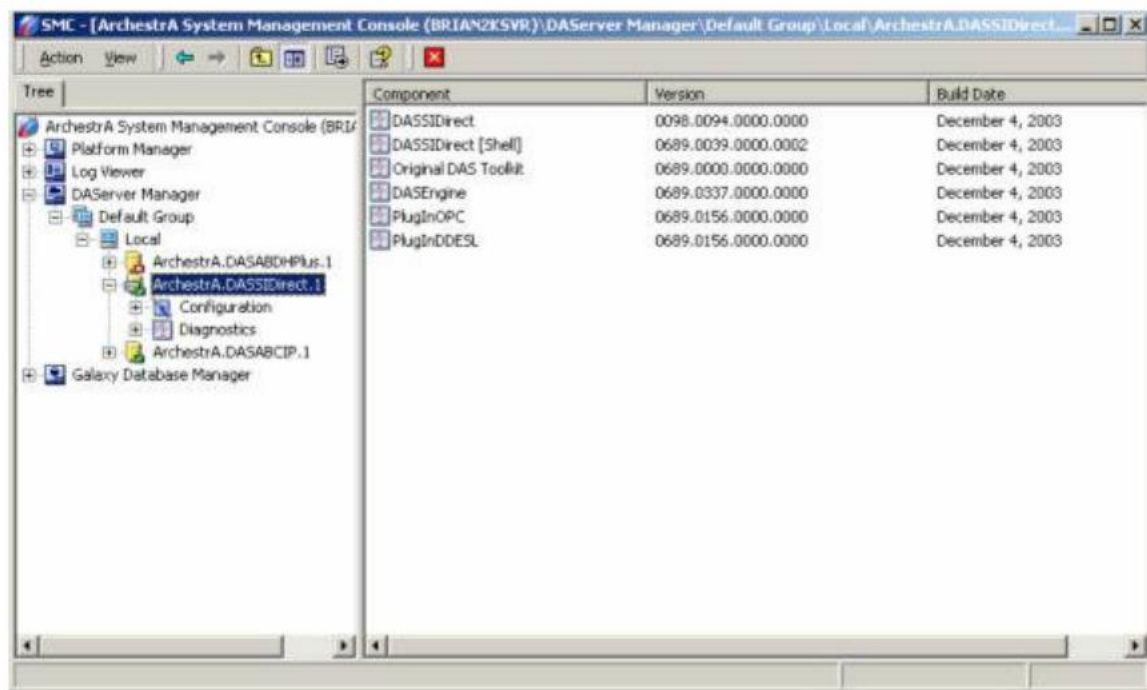 SMC - [ArchestrA System Management Console (BRIAN2KSVR)\DAServer Manager\Default Group\Local\ArchestrA.DASSIDirect....
Action View
Tree
Component Version Build Date
ArchestrA System Management Console (BRIA
Platform Manager
Log Viewer
DAServer Manager
Default Group
Local
ArchestrA.DASABDHPlus.1
ArchestrA.DASSIDirect.1
Configuration
Diagnostics
ArchestrA.DASABCIP.1
Galaxy Database Manager
DASSIDirect 0098.0094.0000.0000 December 4, 2003
DASSIDirect [Shell] 0689.0039.0000.0002 December 4, 2003
Original DAS Toolkit 0689.0000.0000.0000 December 4, 2003
DASEngine 0689.0337.0000.0000 December 4, 2003
PlugInOPC 0689.0156.0000.0000 December 4, 2003
PlugInDDESL 0689.0156.0000.0000 December 4, 2003